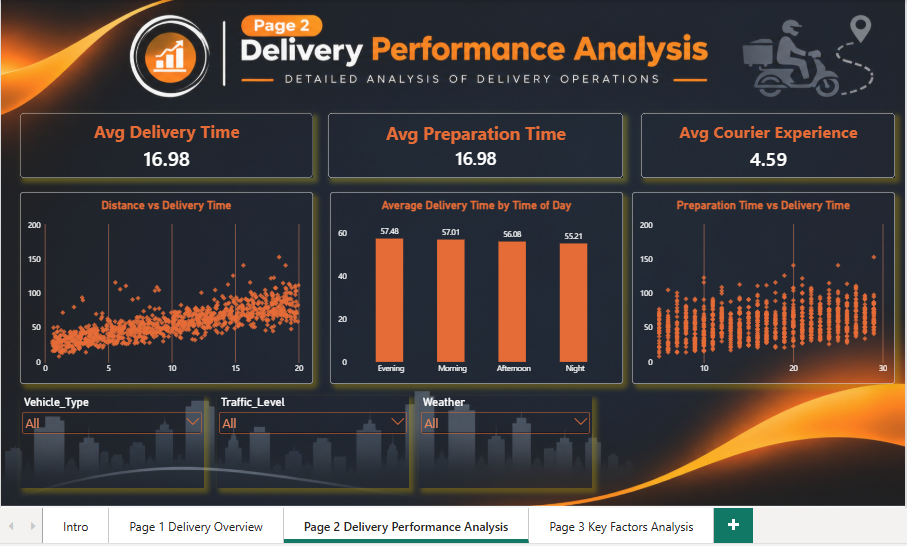 Page 2
Delivery Performance Analysis
DETAILED ANALYSIS OF DELIVERY OPERATIONS
Avg Delivery Time
16.98
Avg Preparation Time
16.98
Avg Courier Experience
4.59
Distance vs Delivery Time
200
150
100
50
0
0
5
10
15
20
Average Delivery Time by Time of Day
60
40
20
0
57.48
57.01
56.08
55.21
Evening
Morning
Afternoon
Night
Preparation Time vs Delivery Time
200
150
100
50
0
10
20
30
Vehicle_Type
All
Traffic_Level
All
Weather
All
Intro
Page 1 Delivery Overview
Page 2 Delivery Performance Analysis
Page 3 Key Factors Analysis
+